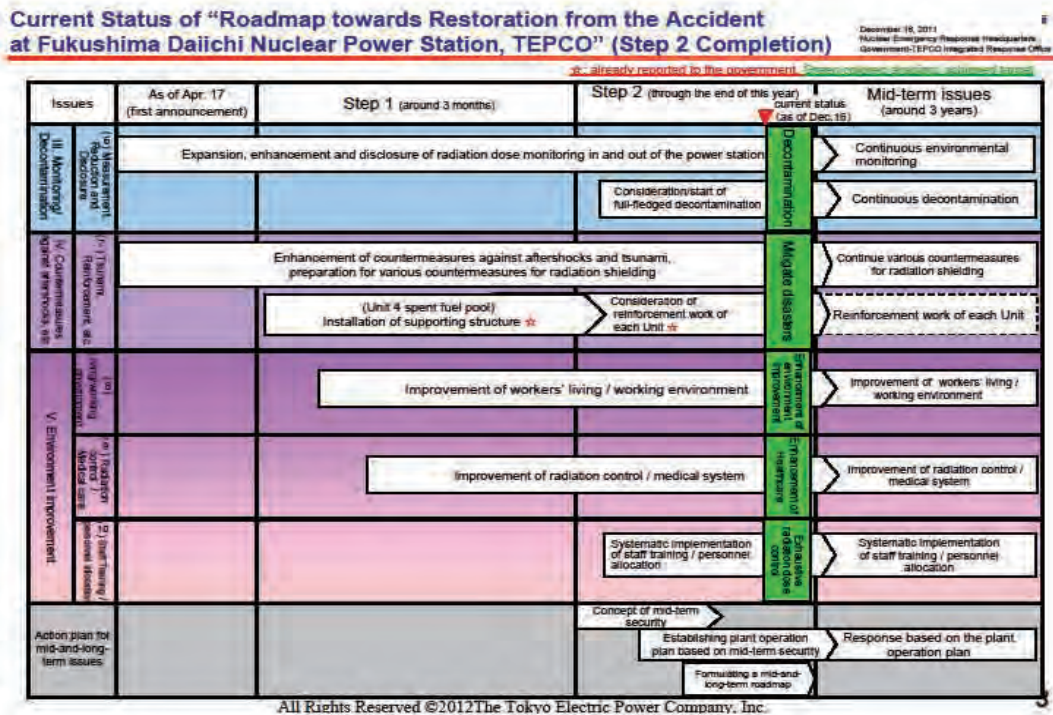 Current Status of “Roadmap towards Restoration from the Accident
at Fukushima Daiichi Nuclear Power Station, TEPCO” (Step 2 Completion)
December 16, 2011
Nuclear Emergency Response Headquarters
Government-TEPCO Integrated Response Office
☆: already reported to the government,
Issues
As of Apr. 17
(first announcement)
Step 1 (around 3 months)
Step 2 (through the end of this year)
current status
(as of Dec.16)
Mid-term issues
(around 3 years)
III. Monitoring/
Decontamination
Measurement,
Reduction and
Disclosure
Expansion, enhancement and disclosure of radiation dose monitoring in and out of the power station
Consideration/start of
full-fledged decontamination
Decontamination
Continuous environmental
monitoring
Continuous decontamination
IV. Countermeasures
against aftershocks, etc
Tsunami,
Reinforcement, etc
Enhancement of countermeasures against aftershocks and tsunami,
preparation for various countermeasures for radiation shielding
(Unit 4 spent fuel pool)
Installation of supporting structure ☆
Consideration of
reinforcement work of
each Unit ☆
Mitigate disasters
Continue various countermeasures
for radiation shielding
Reinforcement work of each Unit
V. Environment improvement
Living/working
environment
Improvement of workers' living / working environment
Enhancement of
environment
improvement
Improvement of workers' living /
working environment
Radiation
control /
Medical care
Improvement of radiation control / medical system
Enhancement of
Healthcare
Improvement of radiation control /
medical system
Staff training /
personnel allocation
Systematic implementation
of staff training / personnel
allocation
Exhaustive
radiation dose
control
Systematic implementation
of staff training / personnel
allocation
Action plan for
mid-and-long-
term issues
Concept of mid-term
security
Establishing plant operation
plan based on mid-term security
Response based on the plant
operation plan
Formulating a mid-and-
long-term roadmap
All Rights Reserved ©2012The Tokyo Electric Power Company, Inc.
3